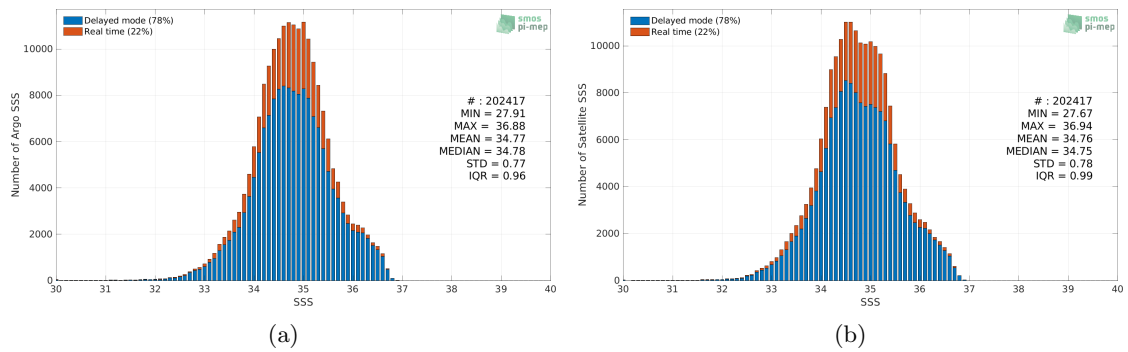 Delayed mode (78%)
Real time (22%)
smos
pi-mep
# : 202417
MIN = 27.91
MAX = 36.88
MEAN = 34.77
MEDIAN = 34.78
STD = 0.77
IQR = 0.96
Number of Argo SSS
10000
8000
6000
4000
2000
0
30 31 32 33 34 35 36 37 38 39 40
SSS
(a)
Delayed mode (78%)
Real time (22%)
smos
pi-mep
# : 202417
MIN = 27.67
MAX = 36.94
MEAN = 34.76
MEDIAN = 34.75
STD = 0.78
IQR = 0.99
Number of Satellite SSS
10000
8000
6000
4000
2000
0
30 31 32 33 34 35 36 37 38 39 40
SSS
(b)